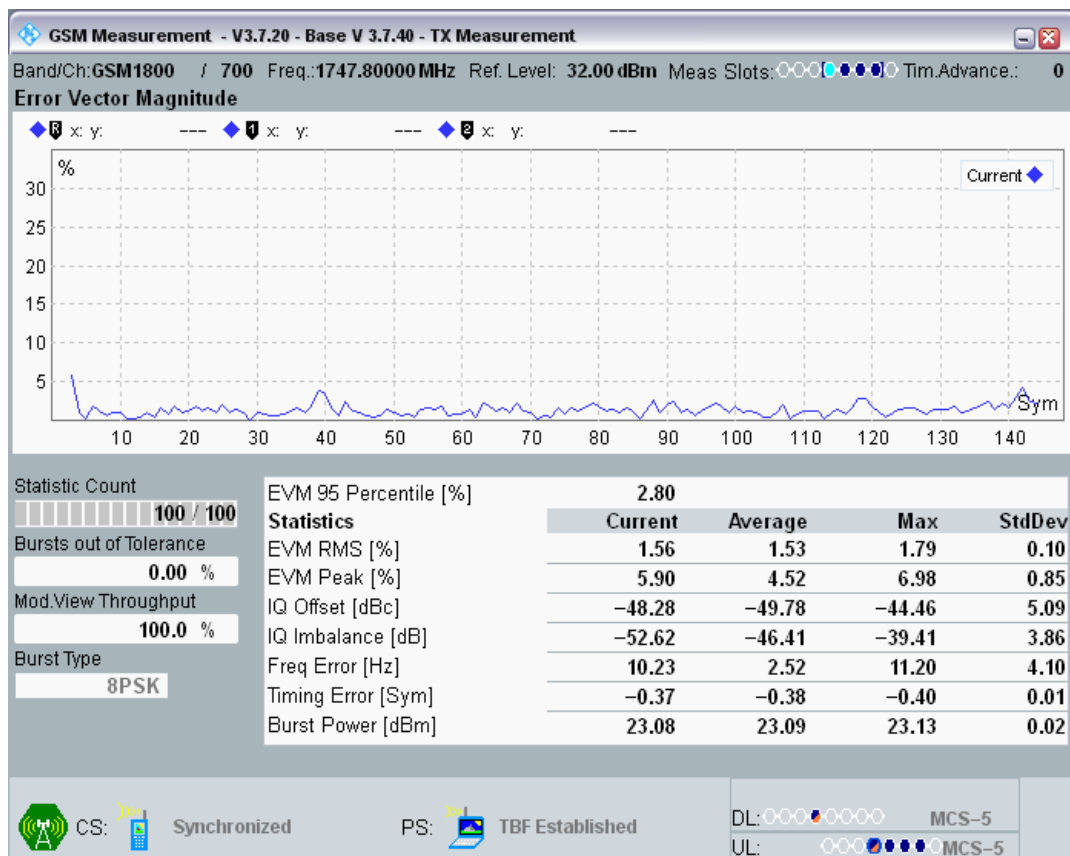 GSM Measurement - V3.7.20 - Base V 3.7.40 - TX Measurement
Band/Ch:GSM1800 / 700 Freq.:1747.80000 MHz Ref. Level: 32.00 dBm Meas Slots: Tim.Advance.: 0
Error Vector Magnitude
R x: y: --- 1 x: y: --- 2 x: y: ---
%
Current
30
25
20
15
10
5
Sym
10 20 30 40 50 60 70 80 90 100 110 120 130 140
Statistic Count
100 / 100
Bursts out of Tolerance
0.00 %
Mod.View Throughput
100.0 %
Burst Type
8PSK
EVM 95 Percentile [%] 2.80
Statistics Current Average Max StdDev
EVM RMS [%] 1.56 1.53 1.79 0.10
EVM Peak [%] 5.90 4.52 6.98 0.85
IQ Offset [dBc] −48.28 −49.78 −44.46 5.09
IQ Imbalance [dB] −52.62 −46.41 −39.41 3.86
Freq Error [Hz] 10.23 2.52 11.20 4.10
Timing Error [Sym] −0.37 −0.38 −0.40 0.01
Burst Power [dBm] 23.08 23.09 23.13 0.02
CS: Synchronized PS: TBF Established
DL: MCS−5
UL: MCS−5